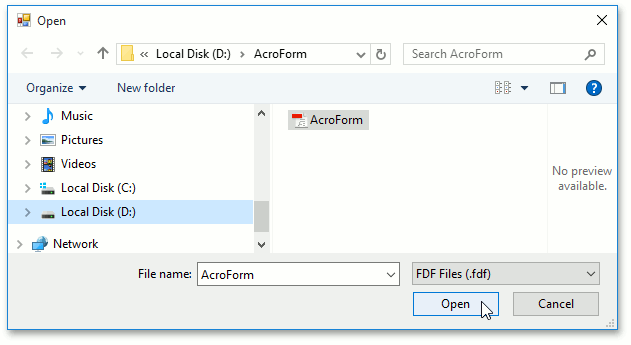 Open
« Local Disk (D:) › AcroForm
Search AcroForm
Organize
New folder
Music
Pictures
Videos
Local Disk (C:)
Local Disk (D:)
Network
AcroForm
No preview
available.
File name: AcroForm
FDF Files (.fdf)
Open
Cancel